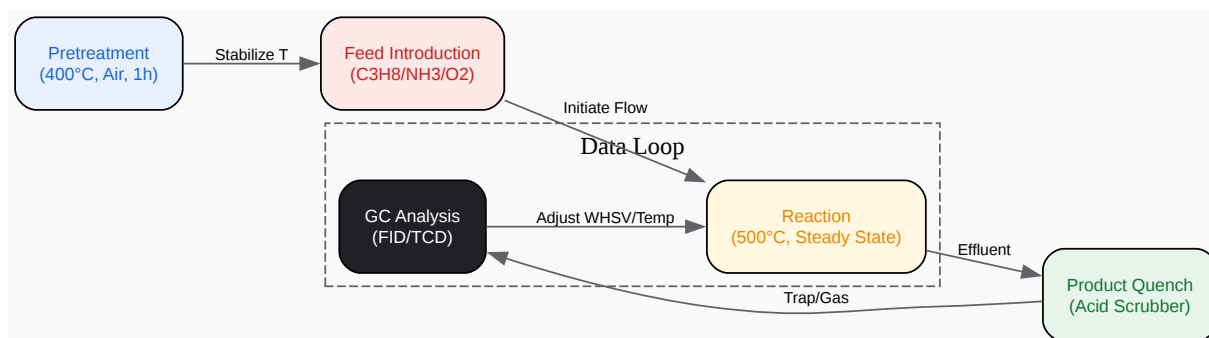 Pretreatment
(400°C, Air, 1h)
Stabilize T
Feed Introduction
(C3H8/NH3/O2)
Initiate Flow
Data Loop
GC Analysis
(FID/TCD)
Adjust WHSV/Temp
Reaction
(500°C, Steady State)
Effluent
Product Quench
(Acid Scrubber)
Trap/Gas